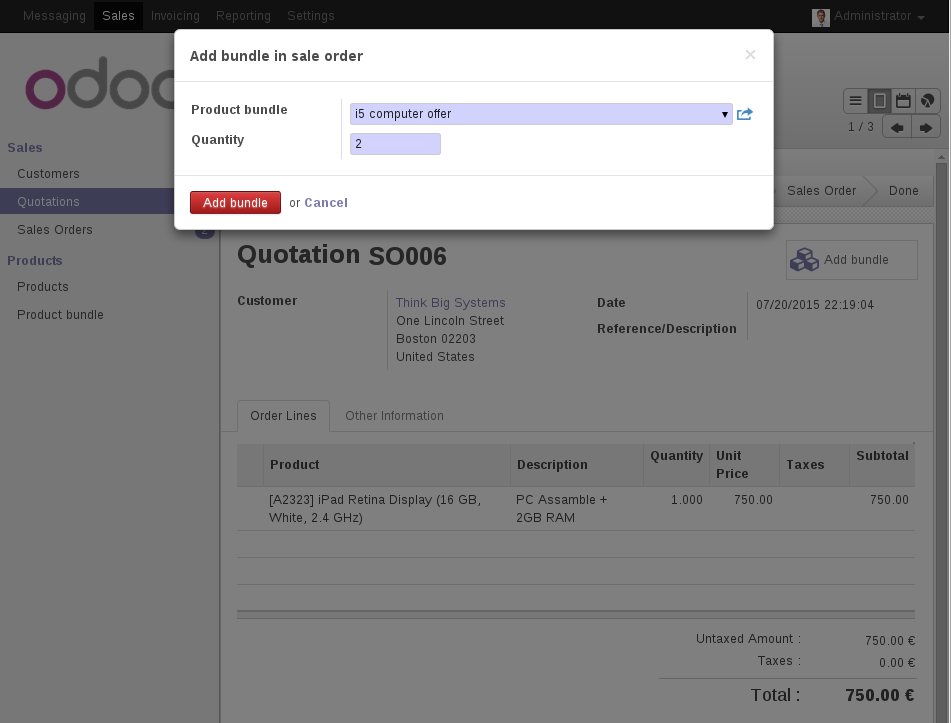 Messaging Sales Invoicing Reporting Settings Administrator
Add bundle in sale order ×
odoo
Product bundle i5 computer offer
Quantity 2
Add bundle or Cancel
1 / 3
Sales
Customers
Quotations
Sales Orders
Products
Products
Product bundle
Sales Order Done
Quotation SO006
Add bundle
Customer
Think Big Systems
One Lincoln Street
Boston 02203
United States
Date 07/20/2015 22:19:04
Reference/Description
Order Lines Other Information
Product Description Quantity Unit Price Taxes Subtotal
[A2323] iPad Retina Display (16 GB, PC Assamble + 1.000 750.00 750.00
White, 2.4 GHz) 2GB RAM
Untaxed Amount : 750.00 €
Taxes : 0.00 €
Total : 750.00 €